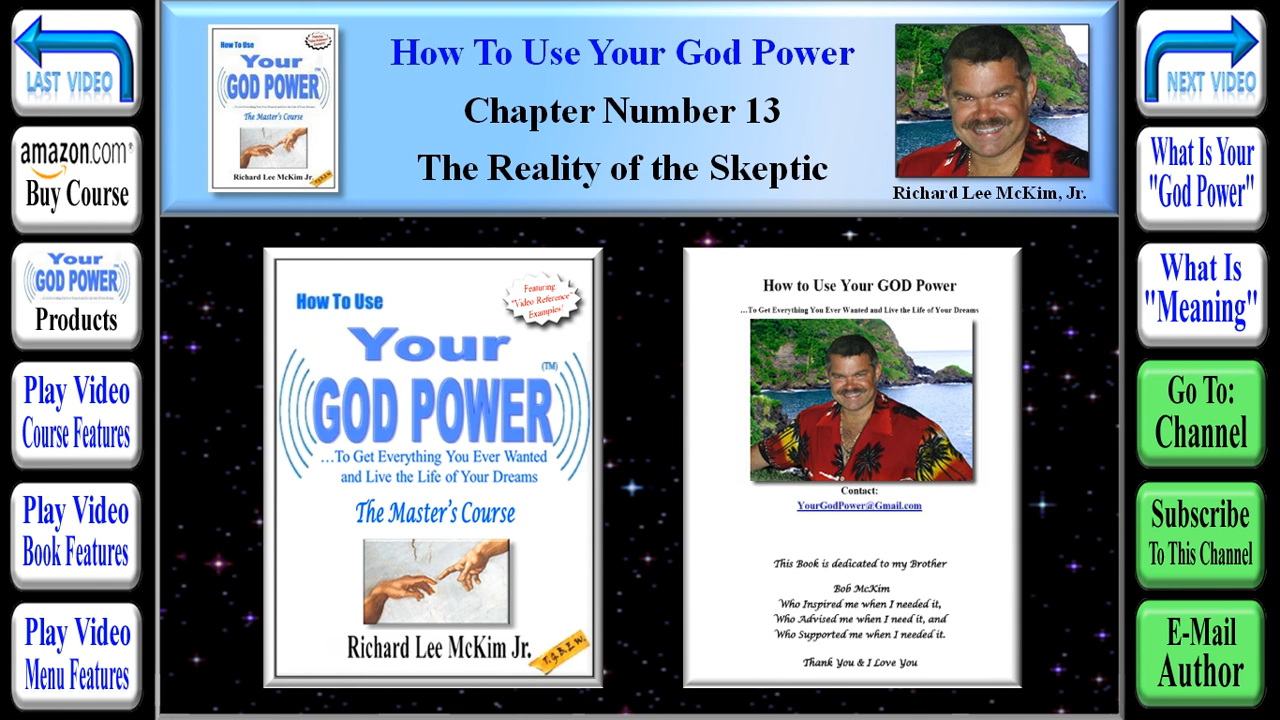 LAST VIDEO
amazon.com®
Buy Course
Your
GOD POWER
Products
Play Video
Course Features
Play Video
Book Features
Play Video
Menu Features
How To Use
Your
GOD POWER
The Master's Course
Richard Lee McKim Jr.
How To Use Your God Power
Chapter Number 13
The Reality of the Skeptic
Richard Lee McKim, Jr.
How To Use
Featuring
"Video Reference"
Examples!
Your
(TM)
GOD POWER
...To Get Everything You Ever Wanted
and Live the Life of Your Dreams
The Master's Course
Richard Lee McKim Jr.
T.G.R.Z.W.
How to Use Your GOD Power
...To Get Everything You Ever Wanted and Live the Life of Your Dreams
Contact:
YourGodPower@Gmail.com
This Book is dedicated to my Brother
Bob McKim
Who Inspired me when I needed it,
Who Advised me when I need it, and
Who Supported me when I needed it.
Thank You & I Love You
NEXT VIDEO
What Is Your
"God Power"
What Is
"Meaning"
Go To:
Channel
Subscribe
To This Channel
E-Mail
Author